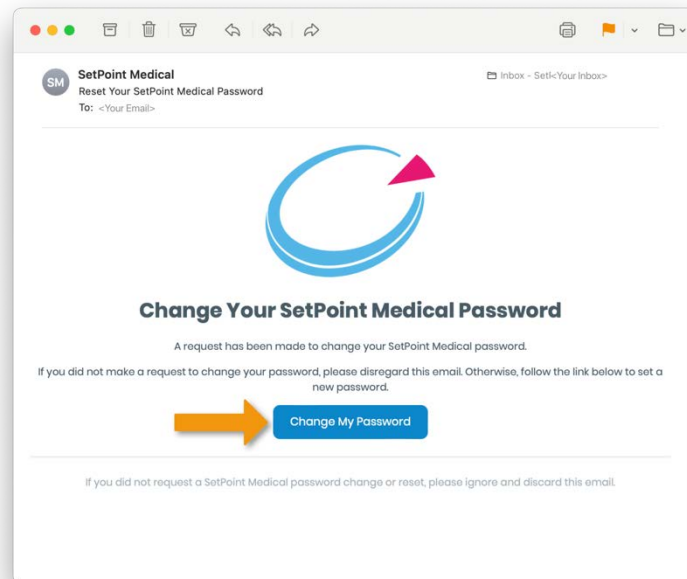 SM
SetPoint Medical
Inbox - Setl<Your Inbox>
Reset Your SetPoint Medical Password
To: <Your Email>
Change Your SetPoint Medical Password
A request has been made to change your SetPoint Medical password.
If you did not make a request to change your password, please disregard this email. Otherwise, follow the link below to set a
new password.
Change My Password
If you did not request a SetPoint Medical password change or reset, please ignore and discard this email.